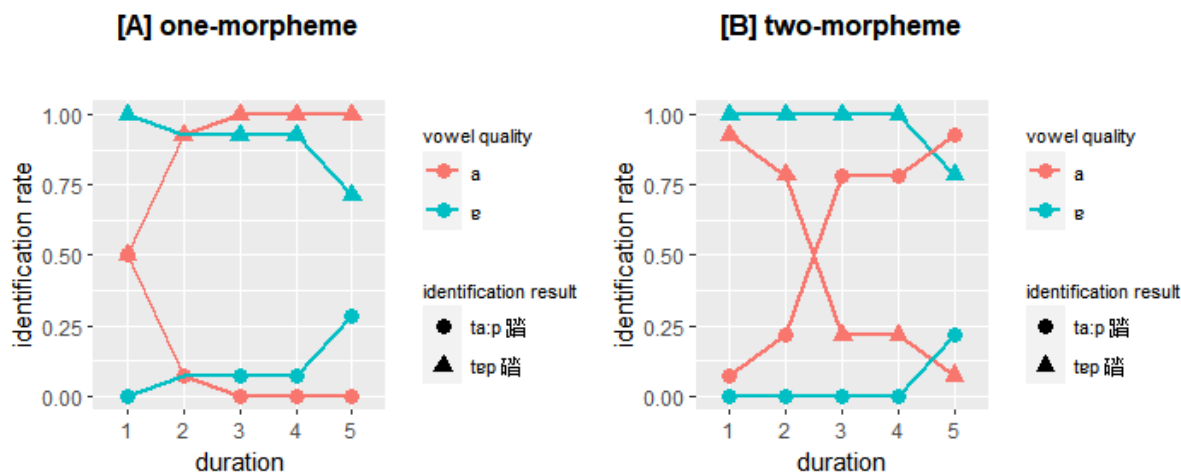 [A] one-morpheme
identification rate
1.00
0.75
0.50
0.25
0.00
1 2 3 4 5
duration
vowel quality
a
ɐ
identification result
ta:p 踏
tɐp
[B] two-morpheme
identification rate
1.00
0.75
0.50
0.25
0.00
1 2 3 4 5
duration
vowel quality
a
ɐ
identification result
ta:p 踏
tɐp